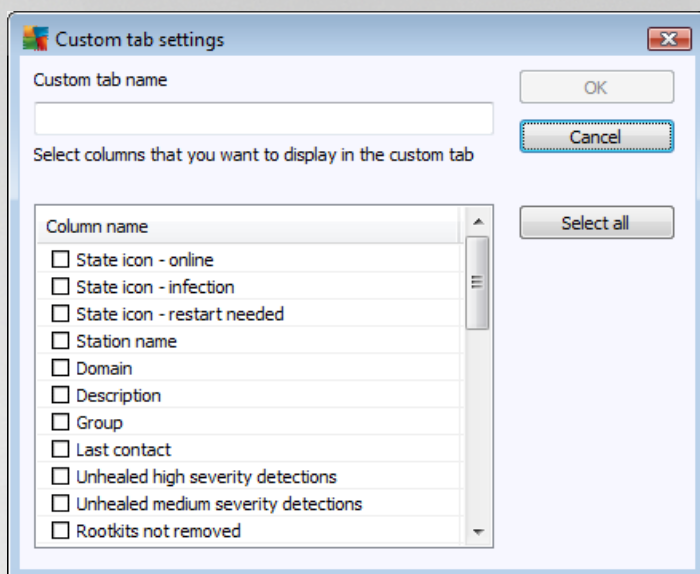 Custom tab settings
Custom tab name
OK
Cancel
Select columns that you want to display in the custom tab
Select all
Column name
State icon - online
State icon - infection
State icon - restart needed
Station name
Domain
Description
Group
Last contact
Unhealed high severity detections
Unhealed medium severity detections
Rootkits not removed